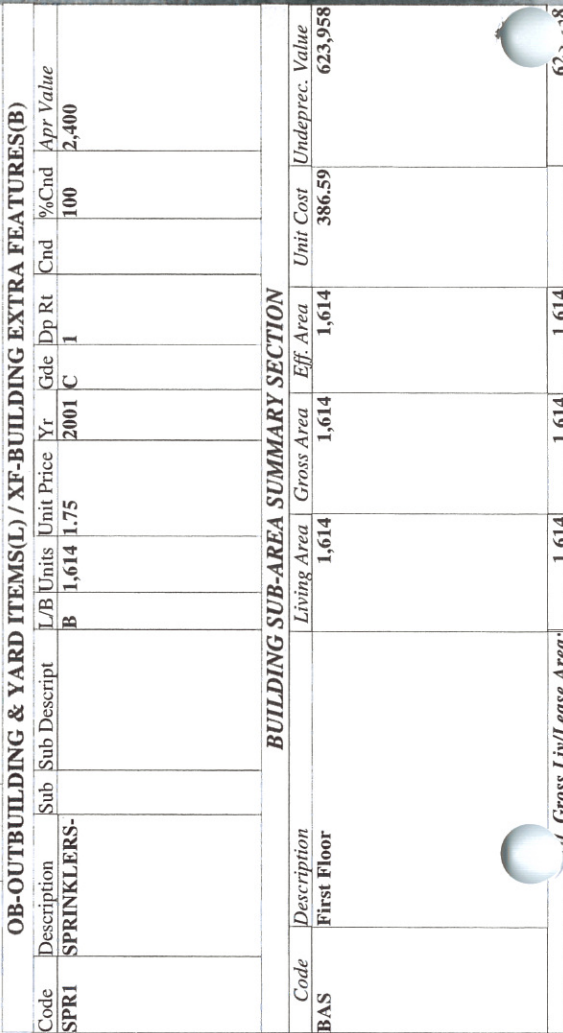 OB-OUTBUILDING & YARD ITEMS(L) / XF-BUILDING EXTRA FEATURES(B)
Code Description Sub Sub Descript L/B Units Unit Price Yr Gde Dp Rt Cnd %Cnd Apr Value
SPR1 SPRINKLERS- B 1,614 1.75 2001 C 1 100 2,400
BUILDING SUB-AREA SUMMARY SECTION
Code Description Living Area Gross Area Eff. Area Unit Cost Undeprec. Value
BAS First Floor 1,614 1,614 1,614 386.59 623,958
Gross Liv/Lease Area: 1,614 1,614 1,614